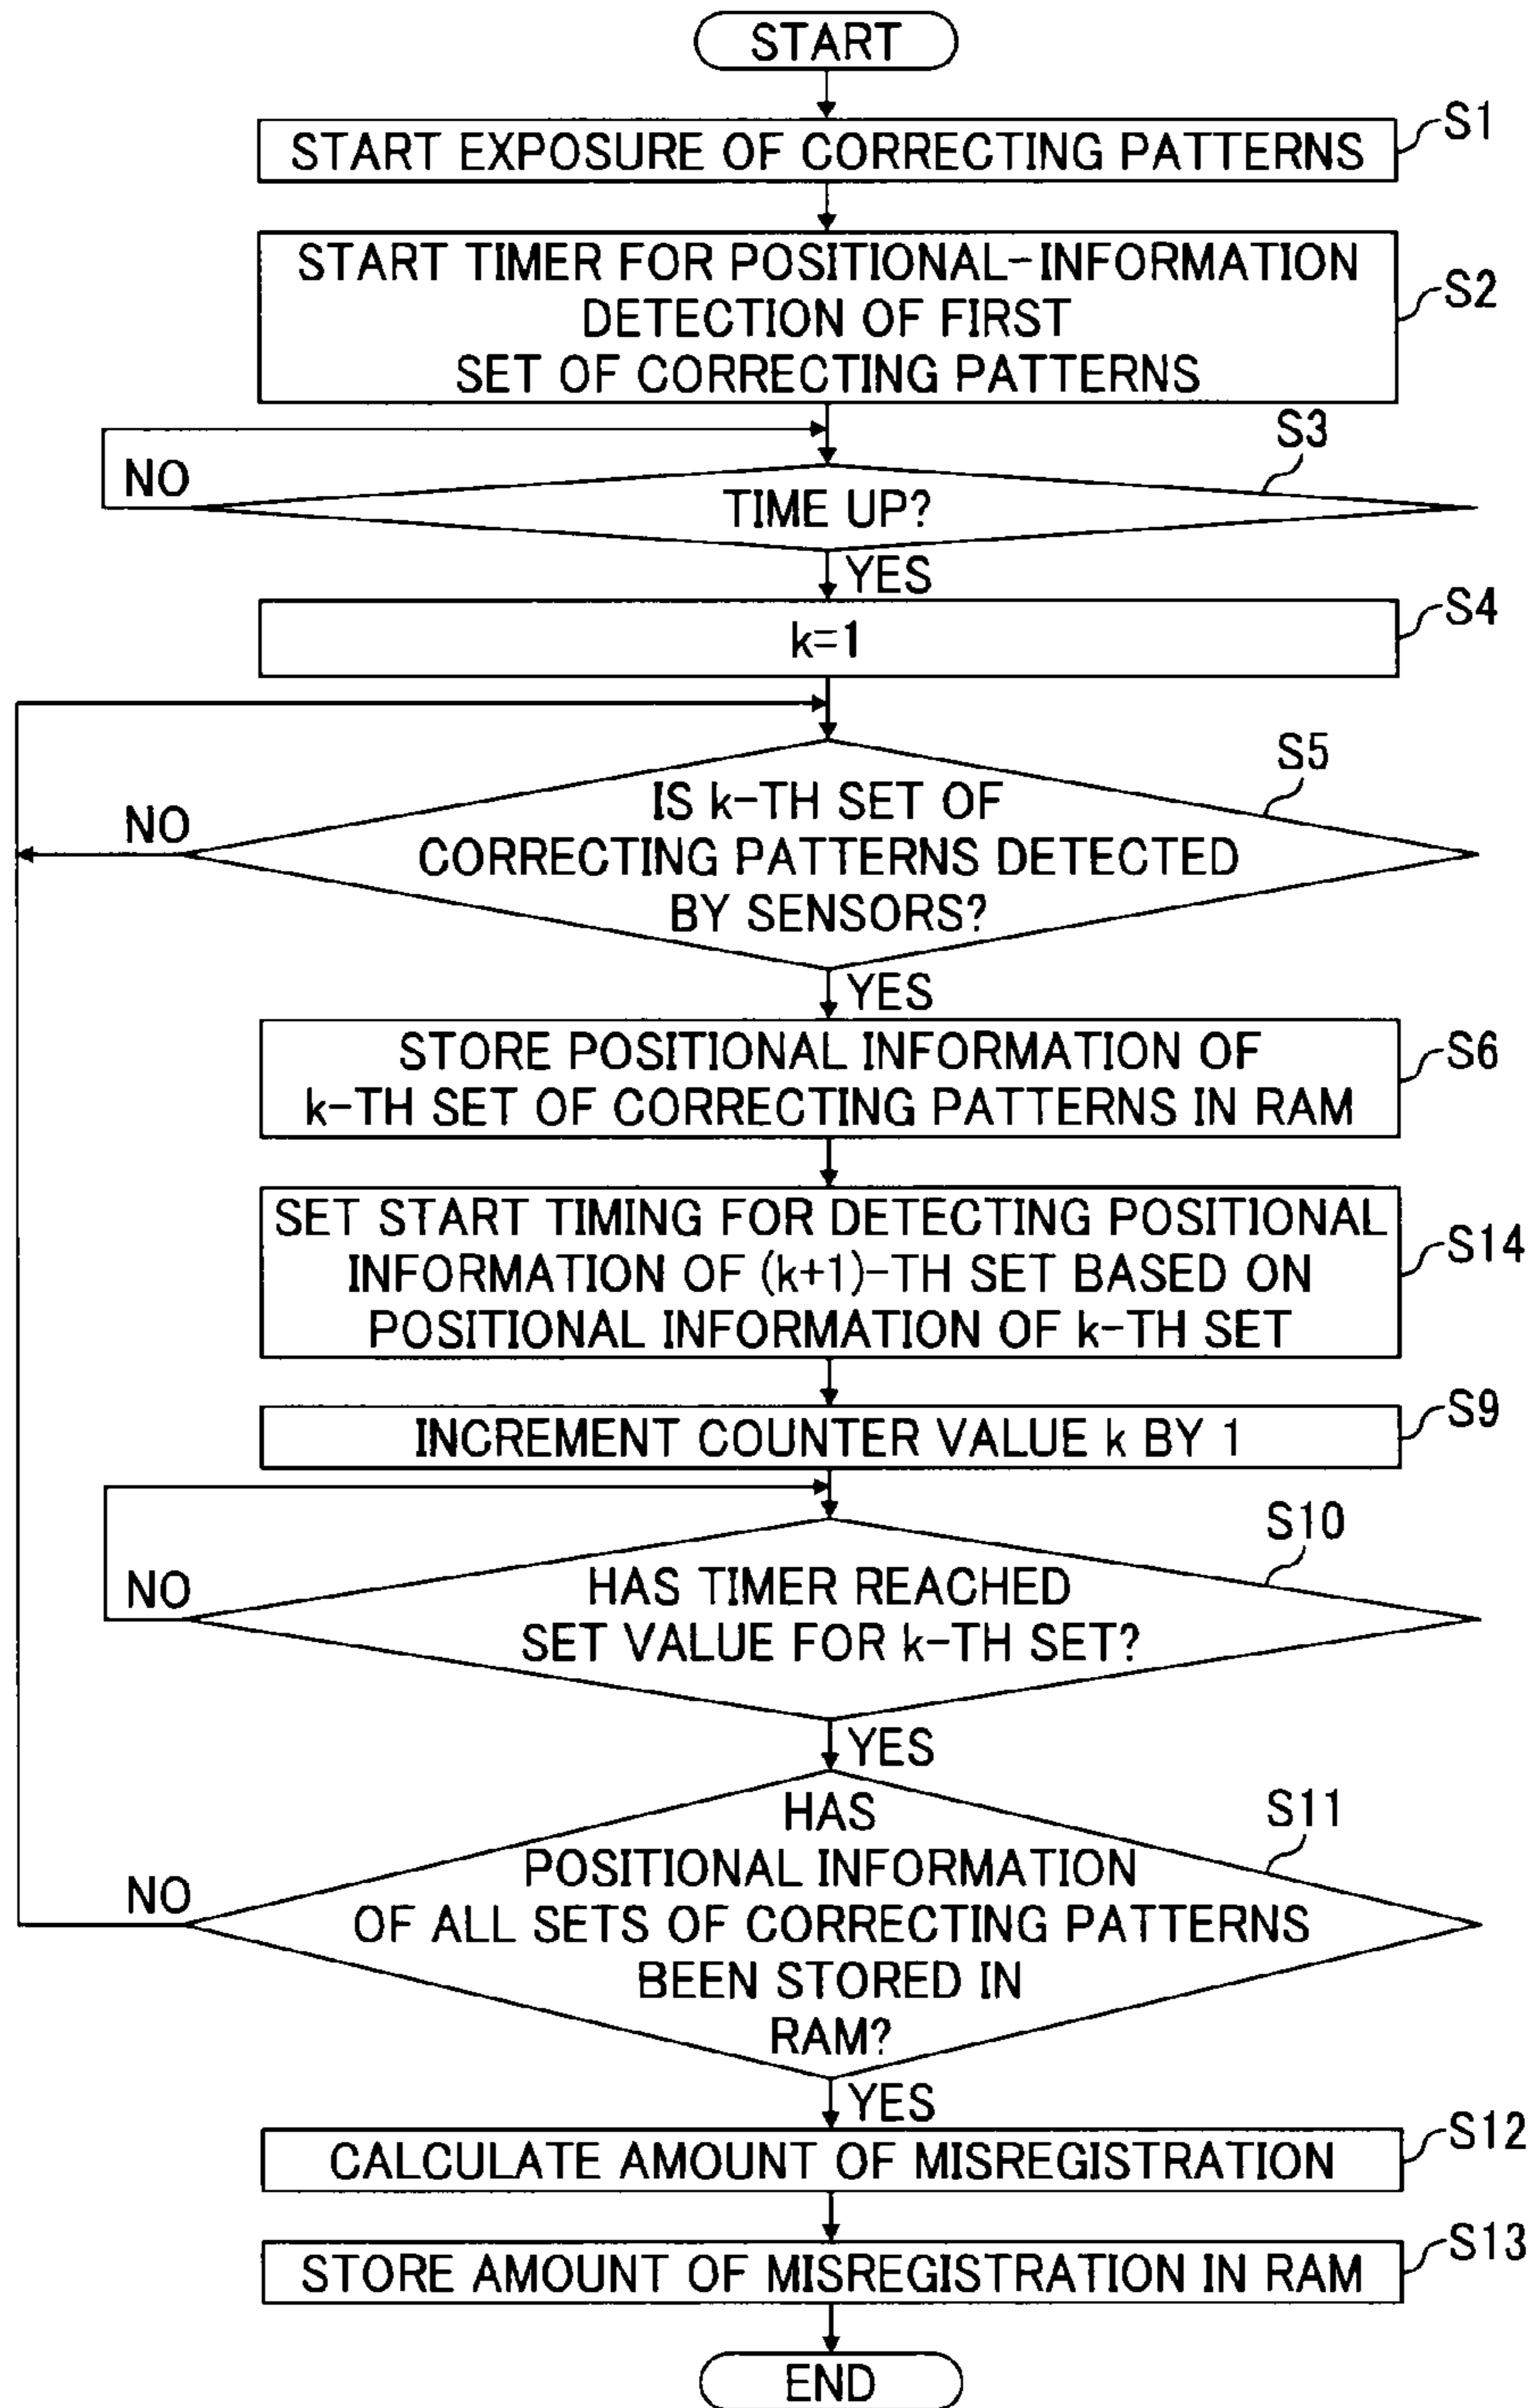 START
START EXPOSURE OF CORRECTING PATTERNS
S1
START TIMER FOR POSITIONAL-INFORMATION
DETECTION OF FIRST
SET OF CORRECTING PATTERNS
S2
S3
NO
TIME UP?
YES
S4
k=1
S5
NO
IS k-TH SET OF
CORRECTING PATTERNS DETECTED
BY SENSORS?
YES
STORE POSITIONAL INFORMATION OF
k-TH SET OF CORRECTING PATTERNS IN RAM
S6
SET START TIMING FOR DETECTING POSITIONAL
INFORMATION OF (k+1)-TH SET BASED ON
POSITIONAL INFORMATION OF k-TH SET
S14
INCREMENT COUNTER VALUE k BY 1
S9
S10
NO
HAS TIMER REACHED
SET VALUE FOR k-TH SET?
YES
S11
NO
HAS
POSITIONAL INFORMATION
OF ALL SETS OF CORRECTING PATTERNS
BEEN STORED IN
RAM?
YES
CALCULATE AMOUNT OF MISREGISTRATION
S12
STORE AMOUNT OF MISREGISTRATION IN RAM
S13
END